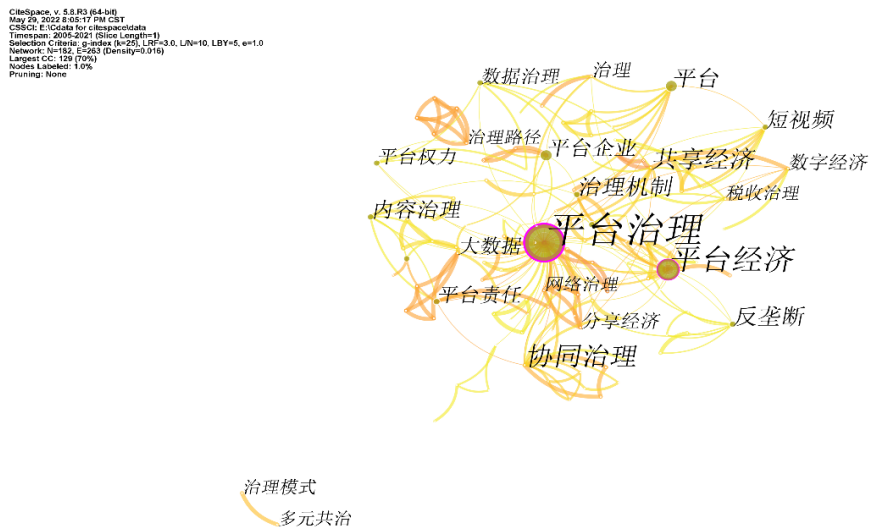 CiteSpace, v. 5.8.R3 (64-bit)
May 29, 2022 8:05:17 PM CST
CSSCI: E:\Cdata for citespace\data
Timespan: 2005-2021 (Slice Length=1)
Selection Criteria: g-index (k=25), LRF=3.0, L/N=10, LBY=5, e=1.0
Network: N=182, E=263 (Density=0.016)
Largest CC: 129 (70%)
Nodes Labeled: 1.0%
Pruning: None
数据治理
治理
平台
短视频
治理路径
平台企业
平台权力
共享经济
数字经济
治理机制
税收治理
内容治理
大数据
平台治理
平台经济
网络治理
平台责任
分享经济
反垄断
协同治理
治理模式
多元共治